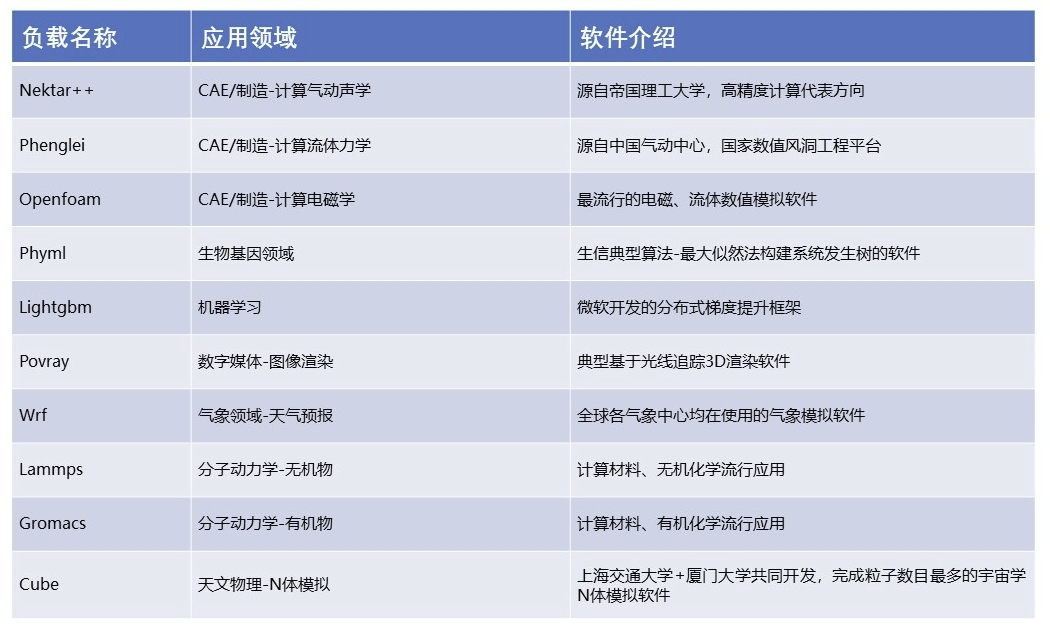 负载名称 应用领域 软件介绍
Nektar++ CAE/制造-计算气动声学 源自帝国理工大学，高精度计算代表方向
Phenglei CAE/制造-计算流体力学 源自中国气动中心，国家数值风洞工程平台
Openfoam CAE/制造-计算电磁学 最流行的电磁、流体数值模拟软件
Phyml 生物基因领域 生信典型算法-最大似然法构建系统发生树的软件
Lightgbm 机器学习 微软开发的分布式梯度提升框架
Povray 数字媒体-图像渲染 典型基于光线追踪3D渲染软件
Wrf 气象领域-天气预报 全球各气象中心均在使用的气象模拟软件
Lammps 分子动力学-无机物 计算材料、无机化学流行应用
Gromacs 分子动力学-有机物 计算材料、有机化学流行应用
Cube 天文物理-N体模拟 上海交通大学+厦门大学共同开发，完成粒子数目最多的宇宙学
N体模拟软件